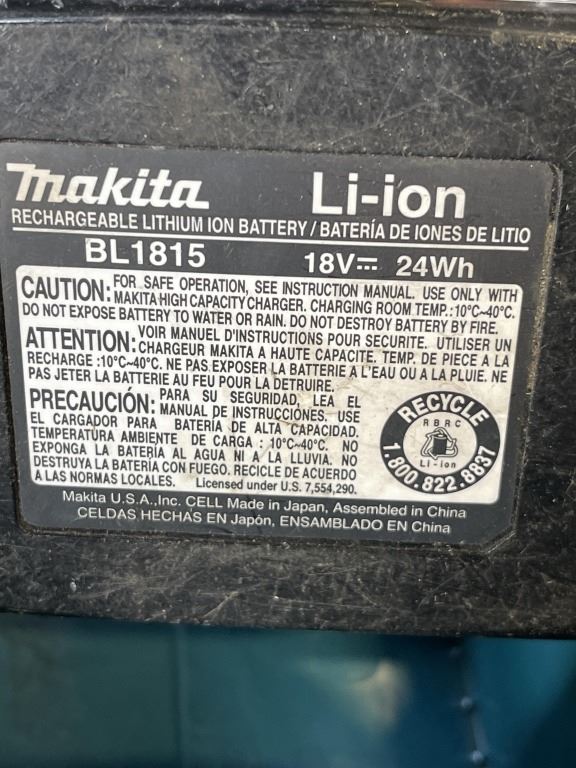 makita Li-ion
RECHARGEABLE LITHIUM ION BATTERY / BATERÍA DE IONES DE LITIO
BL1815 18V⎓ 24Wh
CAUTION: FOR SAFE OPERATION, SEE INSTRUCTION MANUAL. USE ONLY WITH
MAKITA HIGH CAPACITY CHARGER. CHARGING ROOM TEMP.:10°C~40°C.
DO NOT EXPOSE BATTERY TO WATER OR RAIN. DO NOT DESTROY BATTERY BY FIRE.
ATTENTION: VOIR MANUEL D'INSTRUCTIONS POUR SECURITE. UTILISER UN
CHARGEUR MAKITA A HAUTE CAPACITE. TEMP. DE PIECE A LA
RECHARGE :10°C~40°C. NE PAS EXPOSER LA BATTERIE A L'EAU OU A LA PLUIE. NE
PAS JETER LA BATTERIE AU FEU POUR LA DETRUIRE.
PRECAUCIÓN: PARA SU SEGURIDAD, LEA EL
MANUAL DE INSTRUCCIONES. USE
EL CARGADOR PARA BATERÍA DE ALTA CAPACIDAD.
TEMPERATURA AMBIENTE DE CARGA : 10°C~40°C NO
EXPONGA LA BATERÍA AL AGUA NI A LA LLUVIA. NO
DESTRUYA LA BATERÍA CON FUEGO. RECICLE DE ACUERDO
A LAS NORMAS LOCALES. Licensed under U.S. 7,554,290.
RECYCLE
RBRC
Li-ion
1.800.822.8837
Makita U.S.A.,Inc. CELL Made in Japan, Assembled in China
CELDAS HECHAS EN Japón, ENSAMBLADO EN China